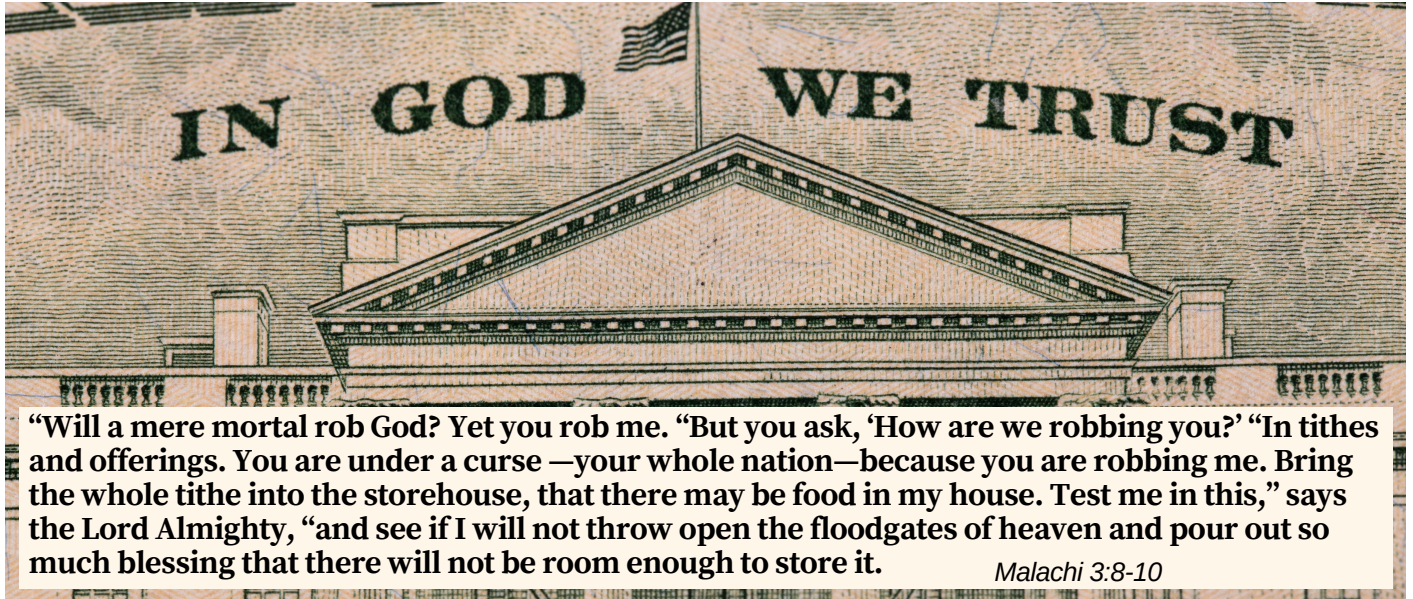 IN GOD WE TRUST
“Will a mere mortal rob God? Yet you rob me. “But you ask, ‘How are we robbing you?’ “In tithes
and offerings. You are under a curse —your whole nation—because you are robbing me. Bring
the whole tithe into the storehouse, that there may be food in my house. Test me in this,” says
the Lord Almighty, “and see if I will not throw open the floodgates of heaven and pour out so
much blessing that there will not be room enough to store it.
Malachi 3:8-10